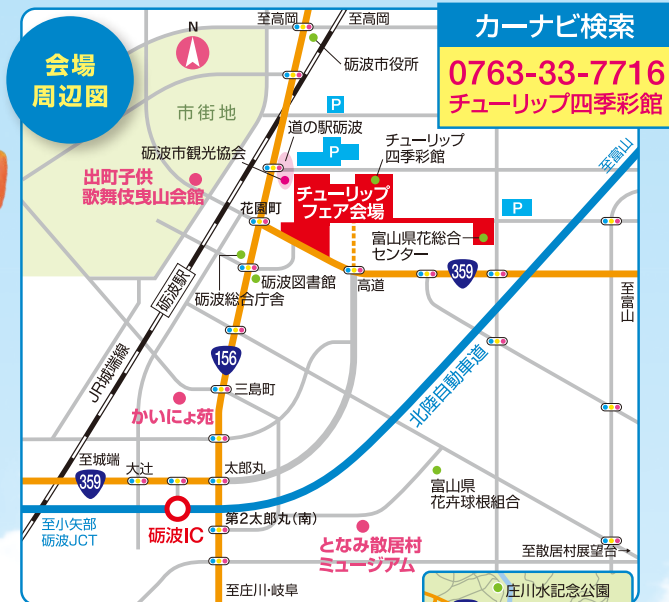 カーナビ検索
0763-33-7716
チューリップ四季彩館
会場
周辺図
N
至高岡
至高岡
砺波市役所
市街地
P
道の駅砺波
P
チューリップ
四季彩館
至富山
砺波市観光協会
出町子供
歌舞伎曳山会館
チューリップ
フェア会場
P
花園町
富山県花総合
センター
砺波駅
砺波図書館
砺波総合庁舎
高道
359
至富山
JR城端線
156
三島町
北陸自動車道
かいにょ苑
至城端
大辻
太郎丸
359
富山県
花卉球根組合
至小矢部
砺波JCT
砺波IC
第2太郎丸(南)
となみ散居村
ミュージアム
至散居村展望台→
至庄川・岐阜
庄川水記念公園